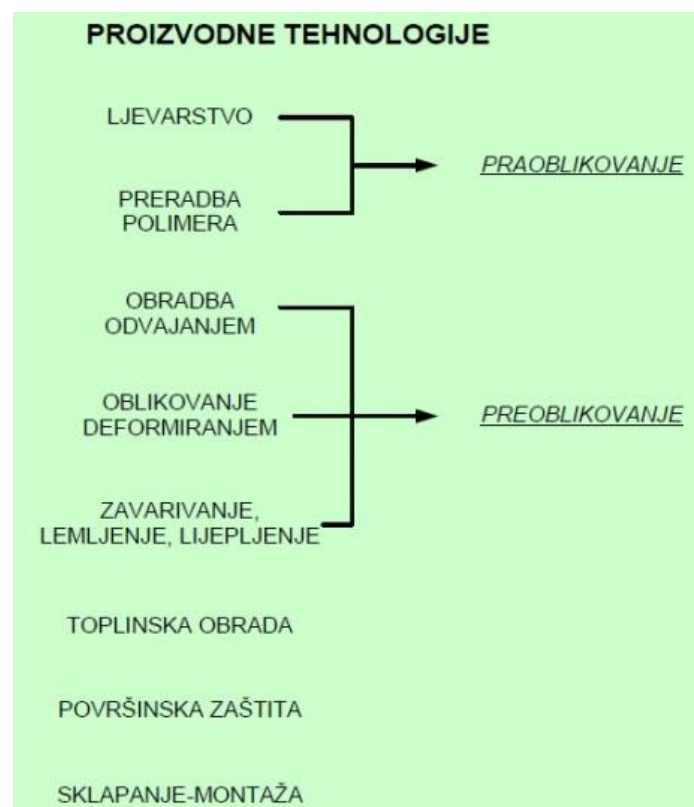 PROIZVODNE TEHNOLOGIJE
LJEVARSTVO
PRAOBLIKOVANJE
PRERADBA
POLIMERA
OBRADBA
ODVAJANJEM
OBLIKOVANJE
DEFORMIRANJEM
PREOBLIKOVANJE
ZAVARIVANJE,
LEMLJENJE, LIJEPLJENJE
TOPLINSKA OBRADA
POVRŠINSKA ZAŠTITA
SKLAPANJE-MONTAŽA